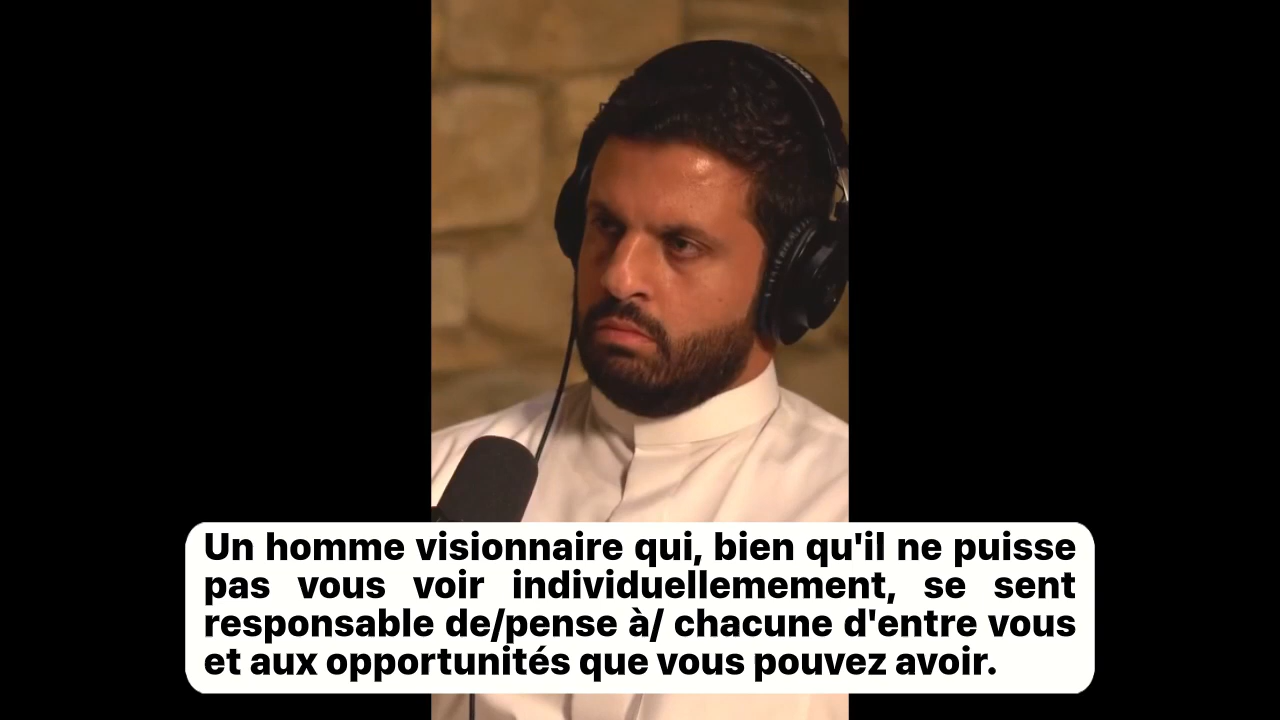 Un homme visionnaire qui, bien qu'il ne puisse
pas vous voir individuellemement, se sent
responsable de/pense à/ chacune d'entre vous
et aux opportunités que vous pouvez avoir.